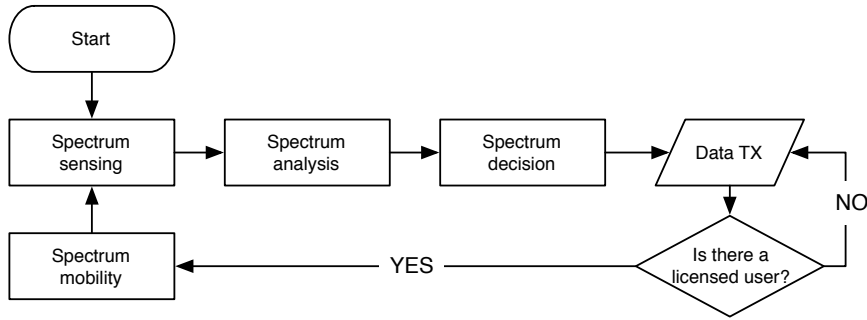 Start
Spectrum
sensing
Spectrum
analysis
Spectrum
decision
Data TX
NO
Is there a
licensed user?
YES
Spectrum
mobility